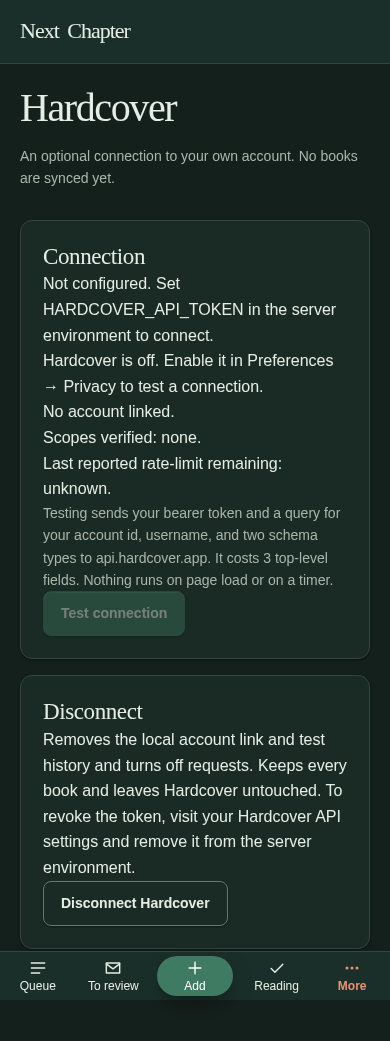 Next Chapter
Hardcover
An optional connection to your own account. No books
are synced yet.
Connection
Not configured. Set
HARDCOVER_API_TOKEN in the server
environment to connect.
Hardcover is off. Enable it in Preferences
→ Privacy to test a connection.
No account linked.
Scopes verified: none.
Last reported rate-limit remaining:
unknown.
Testing sends your bearer token and a query for
your account id, username, and two schema
types to api.hardcover.app. It costs 3 top-level
fields. Nothing runs on page load or on a timer.
Test connection
Disconnect
Removes the local account link and test
history and turns off requests. Keeps every
book and leaves Hardcover untouched. To
revoke the token, visit your Hardcover API
settings and remove it from the server
environment.
Disconnect Hardcover
Queue To review Add Reading More